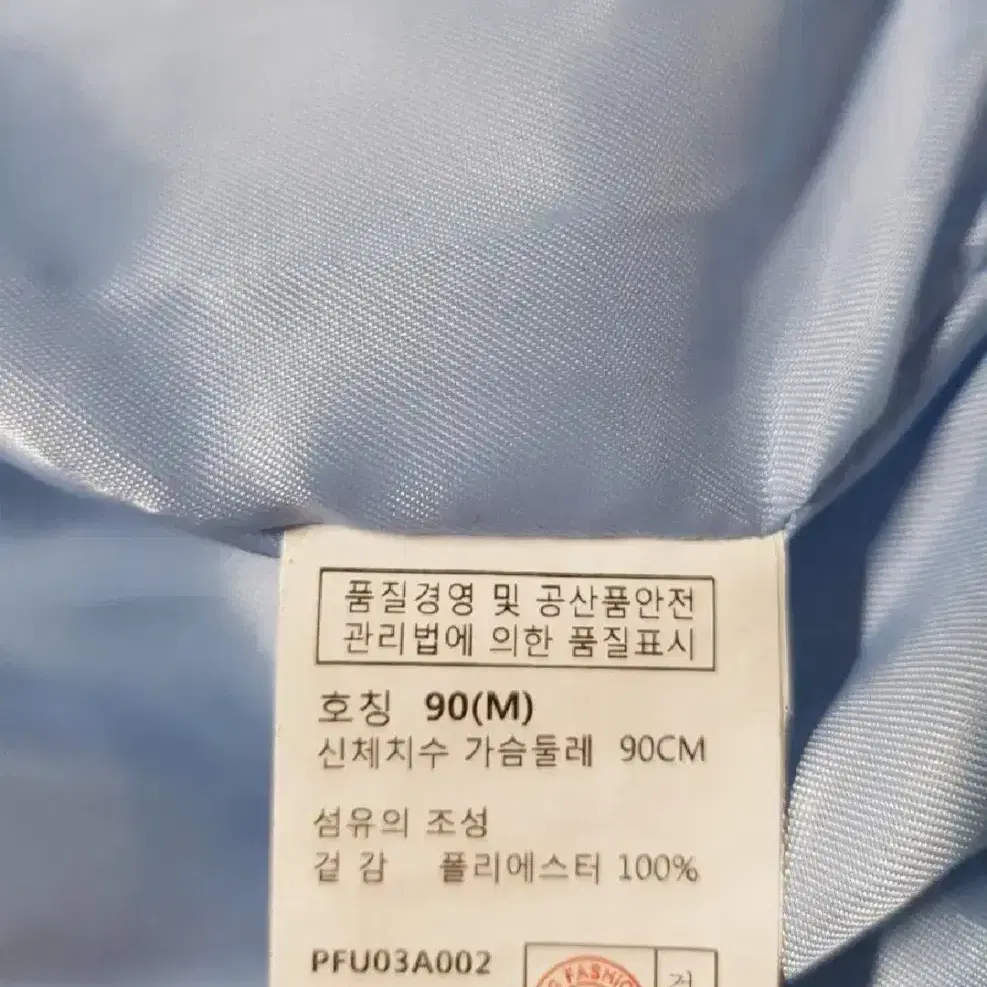 품질경영 및 공산품안전
관리법에 의한 품질표시
호칭 90(M)
신체치수 가슴둘레 90CM
섬유의 조성
겉 감 폴리에스터 100%
PFU03A002
FASHIO